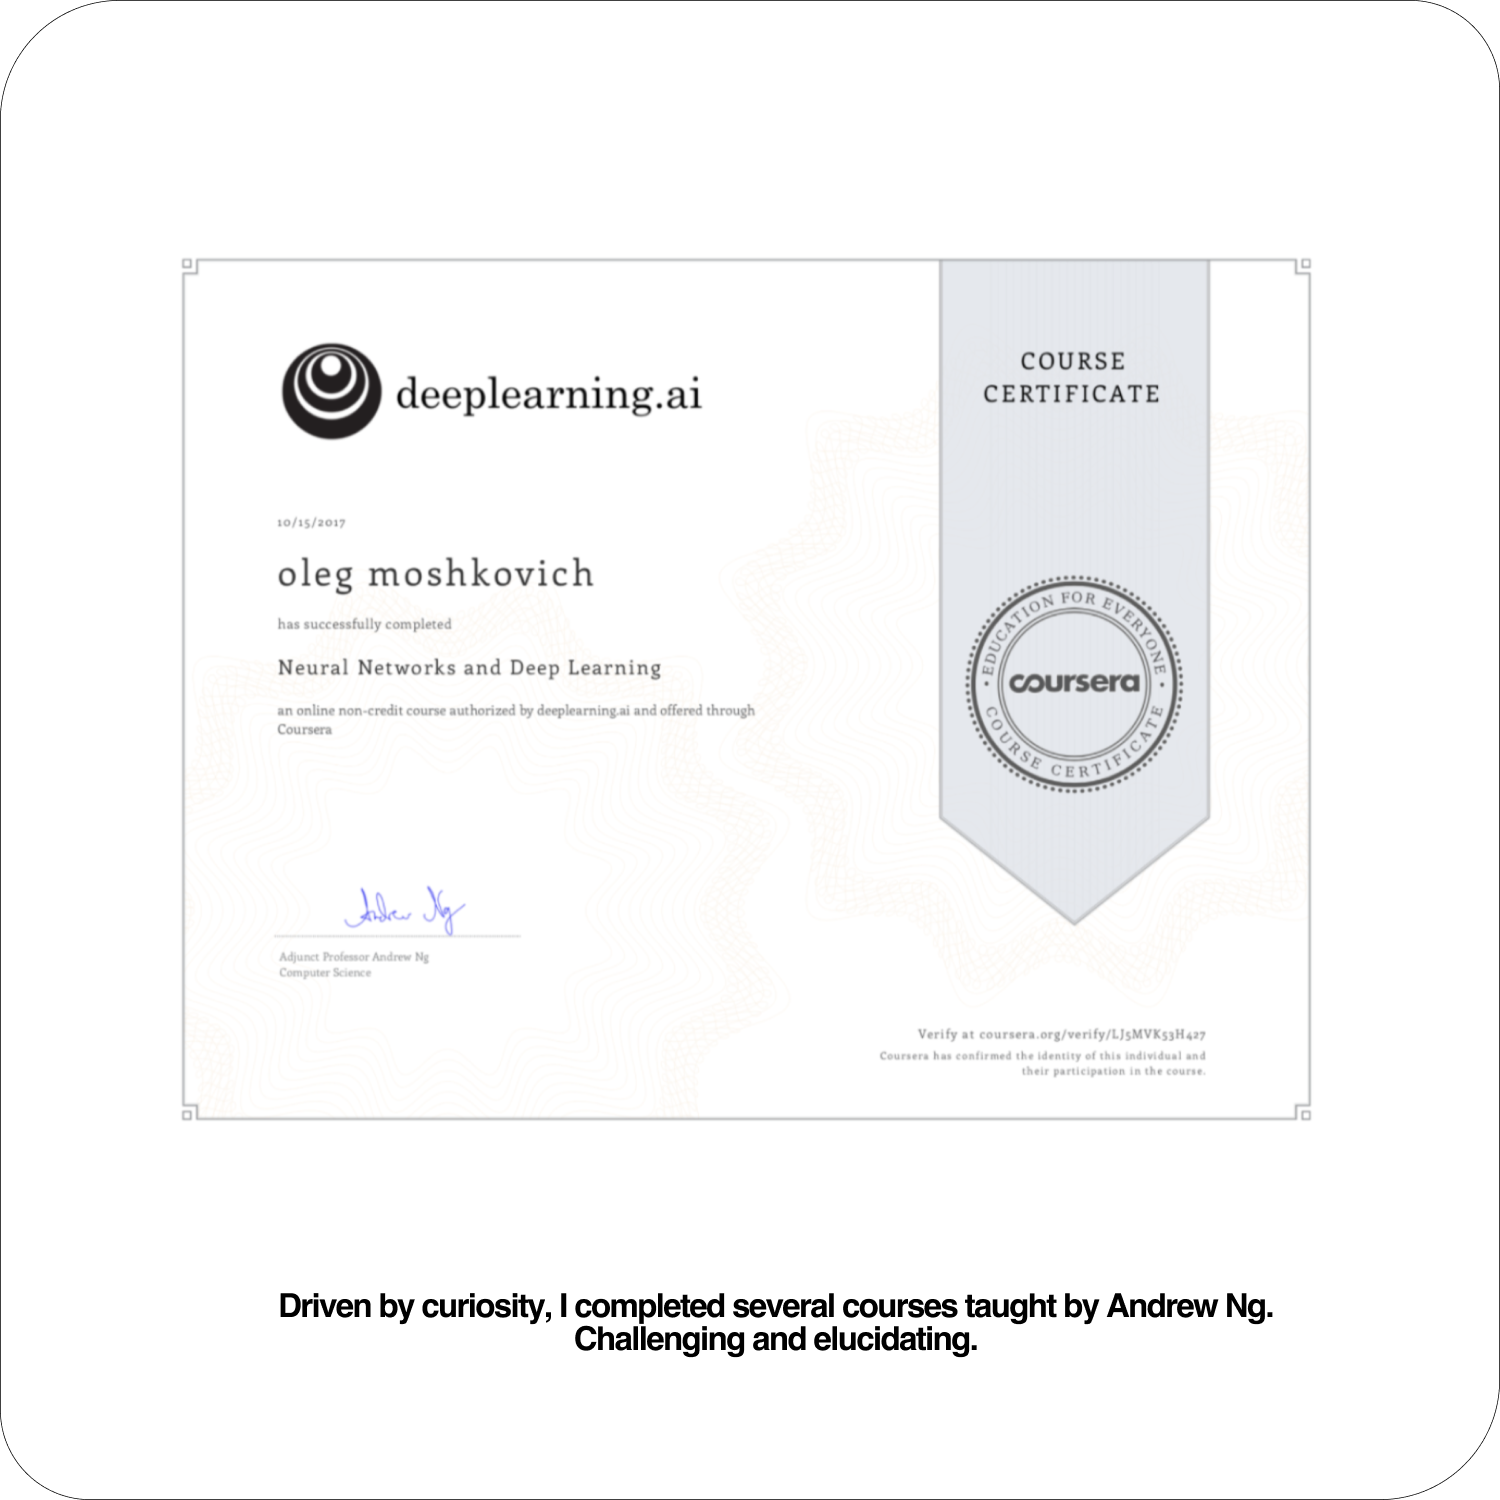 deeplearning.ai
10/15/2017
oleg moshkovich
has successfully completed
Neural Networks and Deep Learning
an online non-credit course authorized by deeplearning.ai and offered through
Coursera
Andrew Ng
Adjunct Professor Andrew Ng
Computer Science
COURSE
CERTIFICATE
EDUCATION FOR EVERYONE
coursera
COURSE CERTIFICATE
Verify at coursera.org/verify/LJ5MVK53H427
Coursera has confirmed the identity of this individual and
their participation in the course.
Driven by curiosity, I completed several courses taught by Andrew Ng.
Challenging and elucidating.